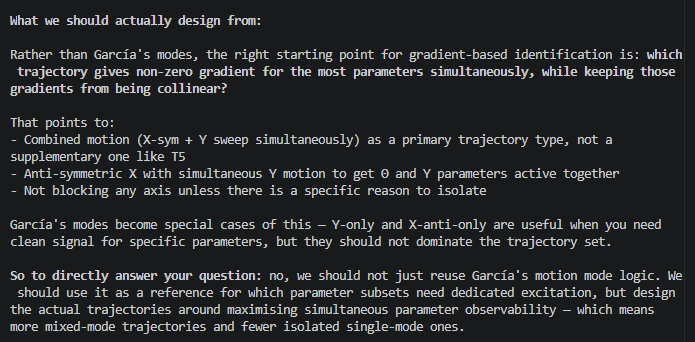 What we should actually design from:
Rather than García's modes, the right starting point for gradient-based identification is: which
trajectory gives non-zero gradient for the most parameters simultaneously, while keeping those
gradients from being collinear?
That points to:
- Combined motion (X-sym + Y sweep simultaneously) as a primary trajectory type, not a
supplementary one like T5
- Anti-symmetric X with simultaneous Y motion to get Θ and Y parameters active together
- Not blocking any axis unless there is a specific reason to isolate
García's modes become special cases of this — Y-only and X-anti-only are useful when you need
clean signal for specific parameters, but they should not dominate the trajectory set.
So to directly answer your question: no, we should not just reuse García's motion mode logic. We
should use it as a reference for which parameter subsets need dedicated excitation, but design
the actual trajectories around maximising simultaneous parameter observability — which means
more mixed-mode trajectories and fewer isolated single-mode ones.